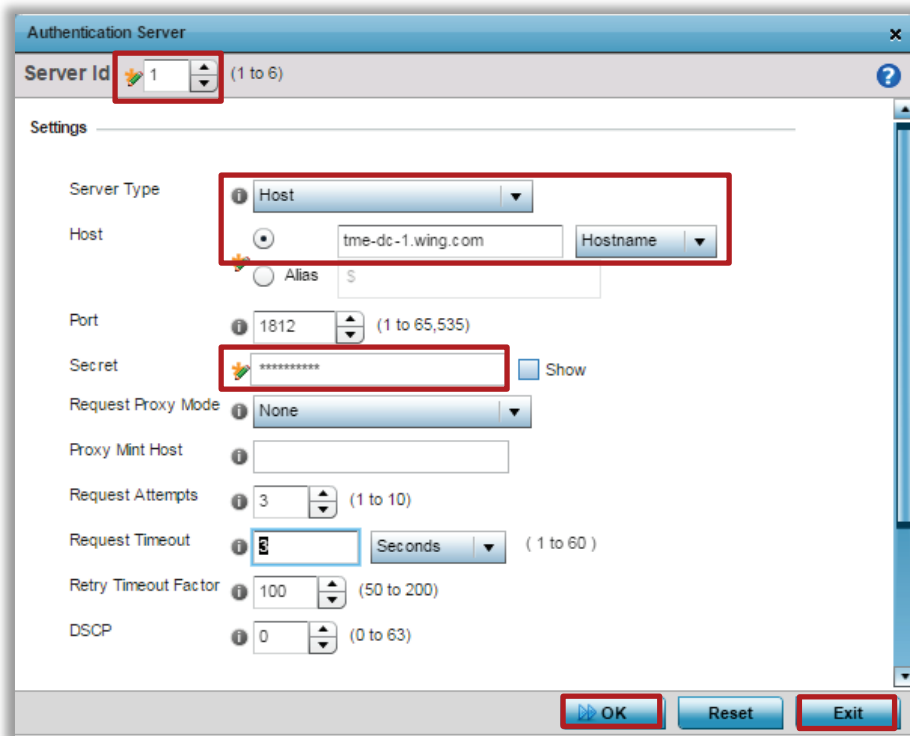 Authentication Server
Server Id 1 (1 to 6)
Settings
Server Type Host
Host tme-dc-1.wing.com Hostname
Alias $
Port 1812 (1 to 65,535)
Secret ********** Show
Request Proxy Mode None
Proxy Mint Host
Request Attempts 3 (1 to 10)
Request Timeout 3 Seconds ( 1 to 60 )
Retry Timeout Factor 100 (50 to 200)
DSCP 0 (0 to 63)
OK Reset Exit